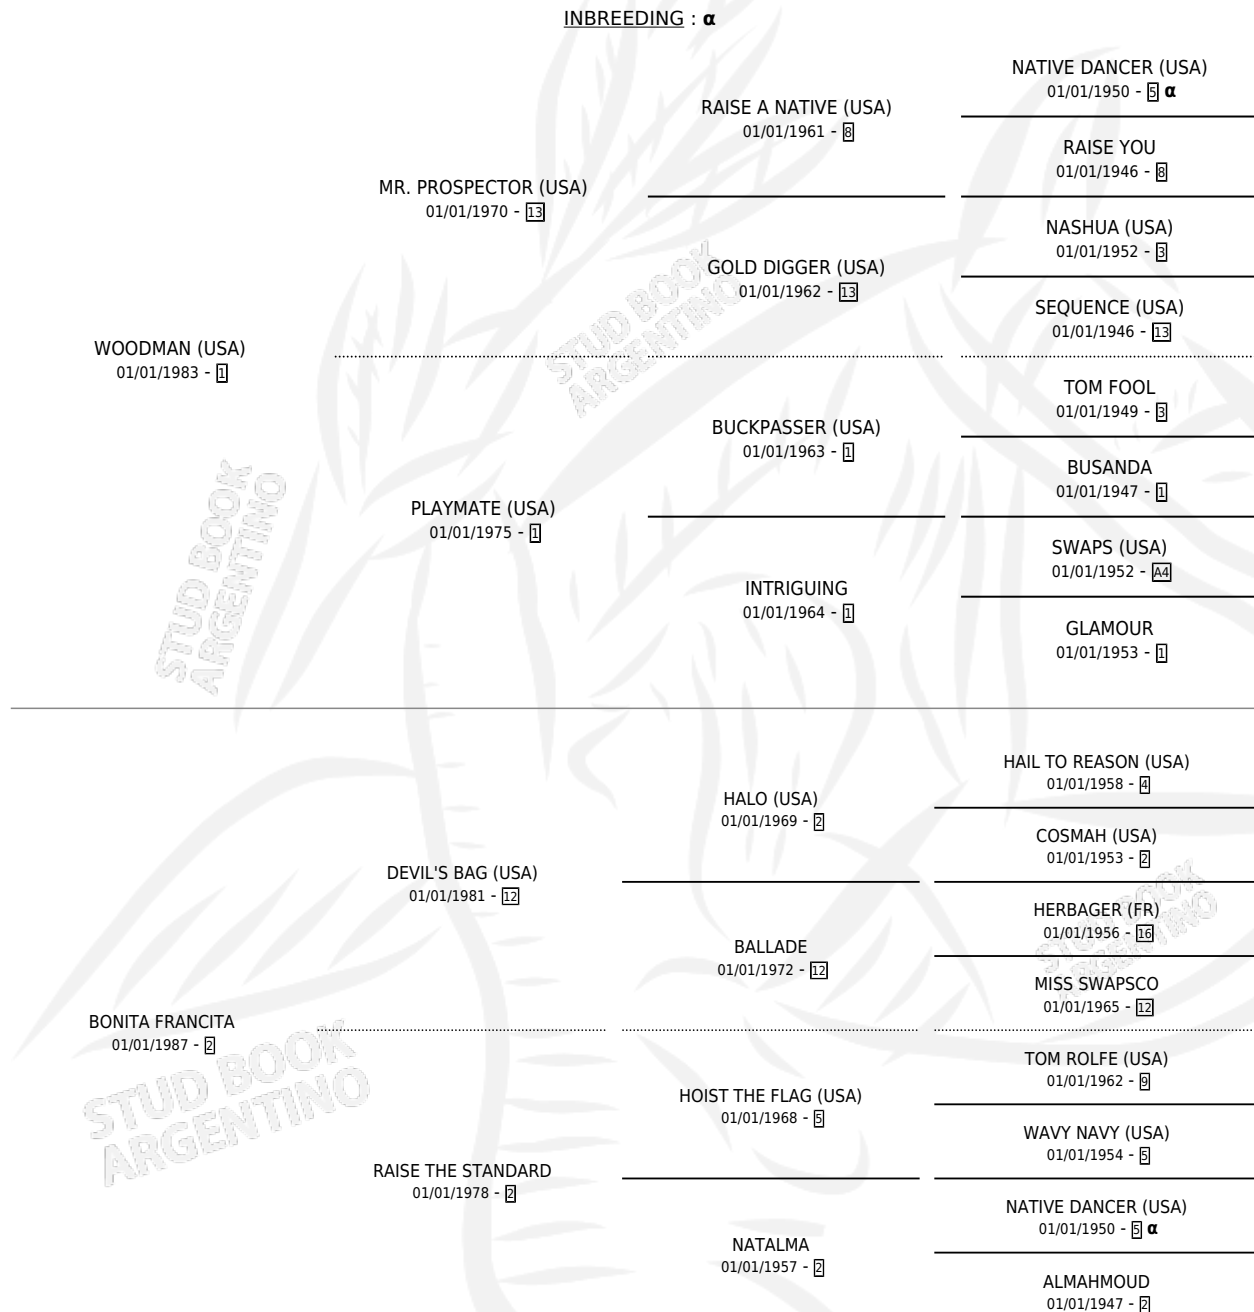 INBREEDING : α
NATIVE DANCER (USA)
01/01/1950 - 5 α
RAISE A NATIVE (USA)
01/01/1961 - 8
RAISE YOU
01/01/1946 - 8
MR. PROSPECTOR (USA)
01/01/1970 - 13
NASHUA (USA)
01/01/1952 - 3
GOLD DIGGER (USA)
01/01/1962 - 13
SEQUENCE (USA)
01/01/1946 - 13
WOODMAN (USA)
01/01/1983 - 1
TOM FOOL
01/01/1949 - 3
BUCKPASSER (USA)
01/01/1963 - 1
BUSANDA
01/01/1947 - 1
PLAYMATE (USA)
01/01/1975 - 1
SWAPS (USA)
01/01/1952 - A4
INTRIGUING
01/01/1964 - 1
GLAMOUR
01/01/1953 - 1
HAIL TO REASON (USA)
01/01/1958 - 4
HALO (USA)
01/01/1969 - 2
COSMAH (USA)
01/01/1953 - 2
DEVIL'S BAG (USA)
01/01/1981 - 12
HERBAGER (FR)
01/01/1956 - 16
BALLADE
01/01/1972 - 12
MISS SWAPSCO
01/01/1965 - 12
BONITA FRANCITA
01/01/1987 - 2
TOM ROLFE (USA)
01/01/1962 - 9
HOIST THE FLAG (USA)
01/01/1968 - 5
WAVY NAVY (USA)
01/01/1954 - 5
RAISE THE STANDARD
01/01/1978 - 2
NATIVE DANCER (USA)
01/01/1950 - 5 α
NATALMA
01/01/1957 - 2
ALMAHMOUD
01/01/1947 - 2
STUD BOOK
ARGENTINO
STUD BOOK
ARGENTINO
STUD BOOK
ARGENTINO
STUD BOOK
ARGENTINO